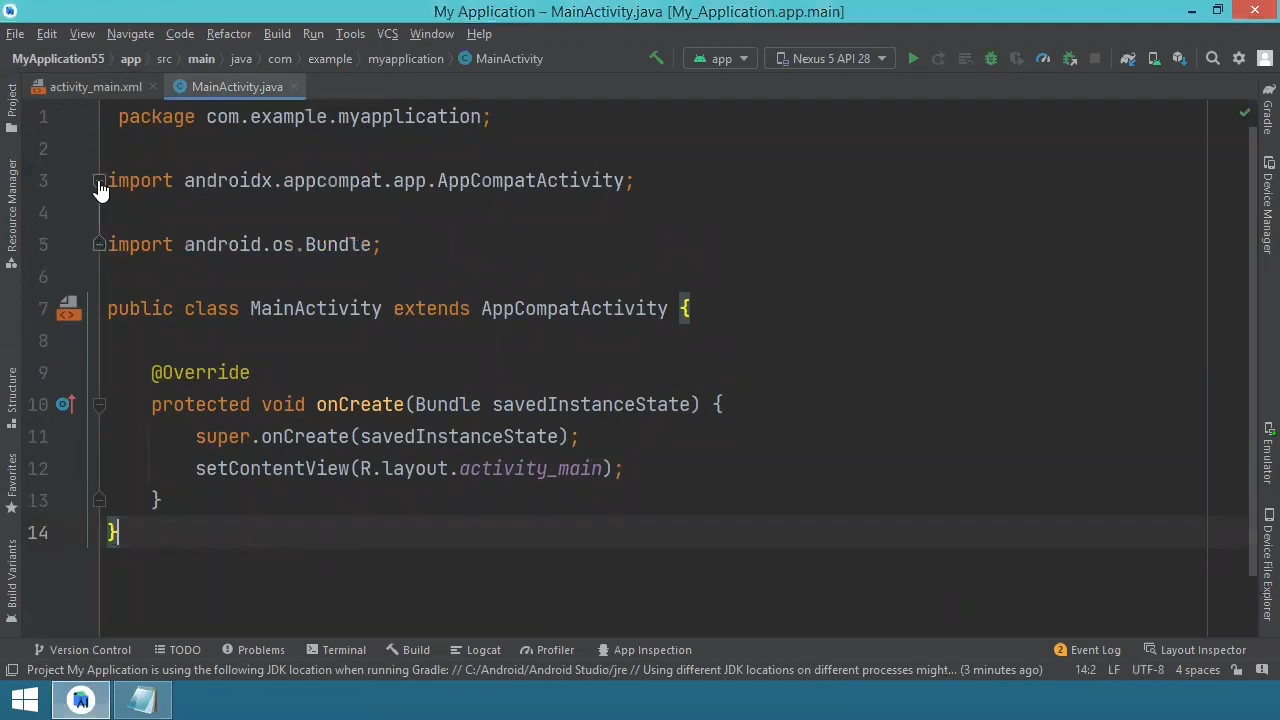 My Application – MainActivity.java [My_Application.app.main]
File Edit View Navigate Code Refactor Build Run Tools VCS Window Help
MyApplication55 app src main java com example myapplication MainActivity app Nexus 5 API 28
activity_main.xml MainActivity.java
1 package com.example.myapplication;
2
3 import androidx.appcompat.app.AppCompatActivity;
4
5 import android.os.Bundle;
6
7 public class MainActivity extends AppCompatActivity {
8
9 @Override
10 protected void onCreate(Bundle savedInstanceState) {
11 super.onCreate(savedInstanceState);
12 setContentView(R.layout.activity_main);
13 }
14 }
Project
Resource Manager
Structure
Favorites
Build Variants
Gradle
Device Manager
Emulator
Device File Explorer
Version Control TODO Problems Terminal Build Logcat Profiler App Inspection 2 Event Log Layout Inspector
Project My Application is using the following JDK location when running Gradle: // C:/Android/Android Studio/jre // Using different JDK locations on different processes might... (3 minutes ago) 14:2 LF UTF-8 4 spaces